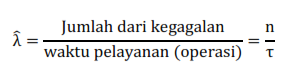 λ̂ = Jumlah dari kegagalan / waktu pelayanan (operasi) = n / τ